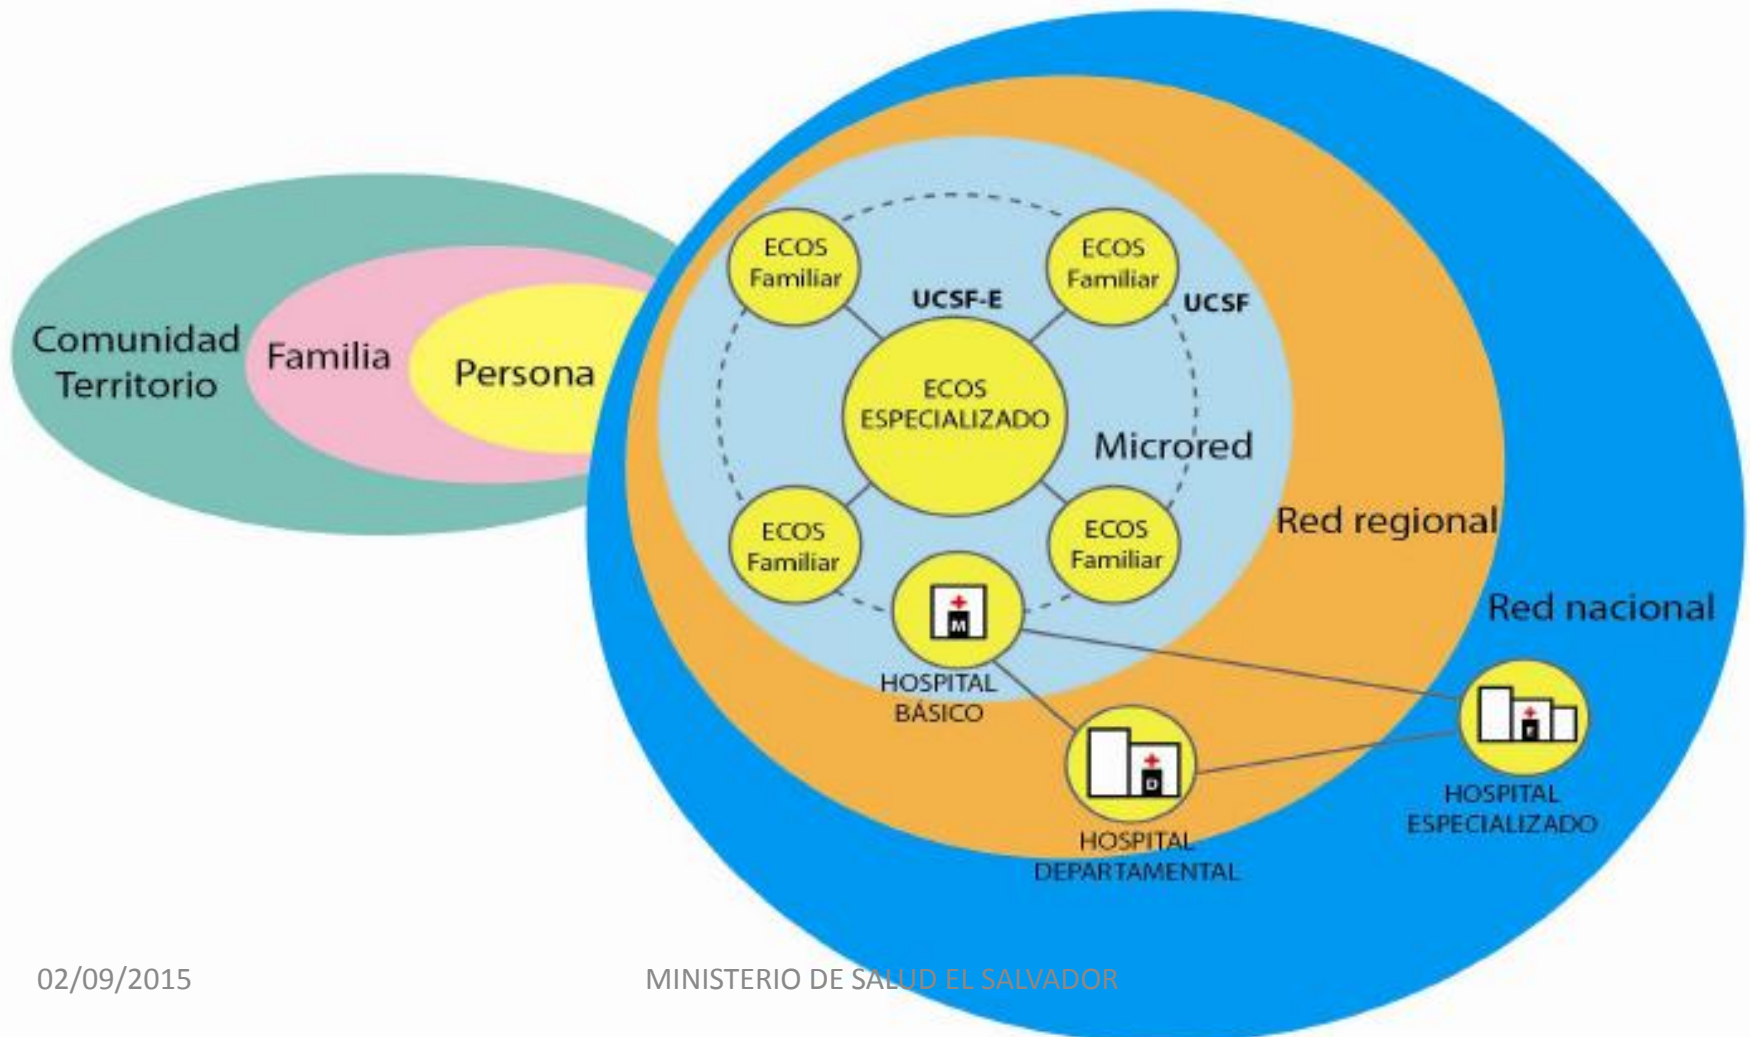 Comunidad
Territorio
Familia
Persona
ECOS
Familiar
ECOS
Familiar
UCSF-E
UCSF
ECOS
ESPECIALIZADO
Microred
ECOS
Familiar
ECOS
Familiar
Red regional
Red nacional
M
HOSPITAL
BÁSICO
D
HOSPITAL
DEPARTAMENTAL
E
HOSPITAL
ESPECIALIZADO
02/09/2015
MINISTERIO DE SALUD EL SALVADOR